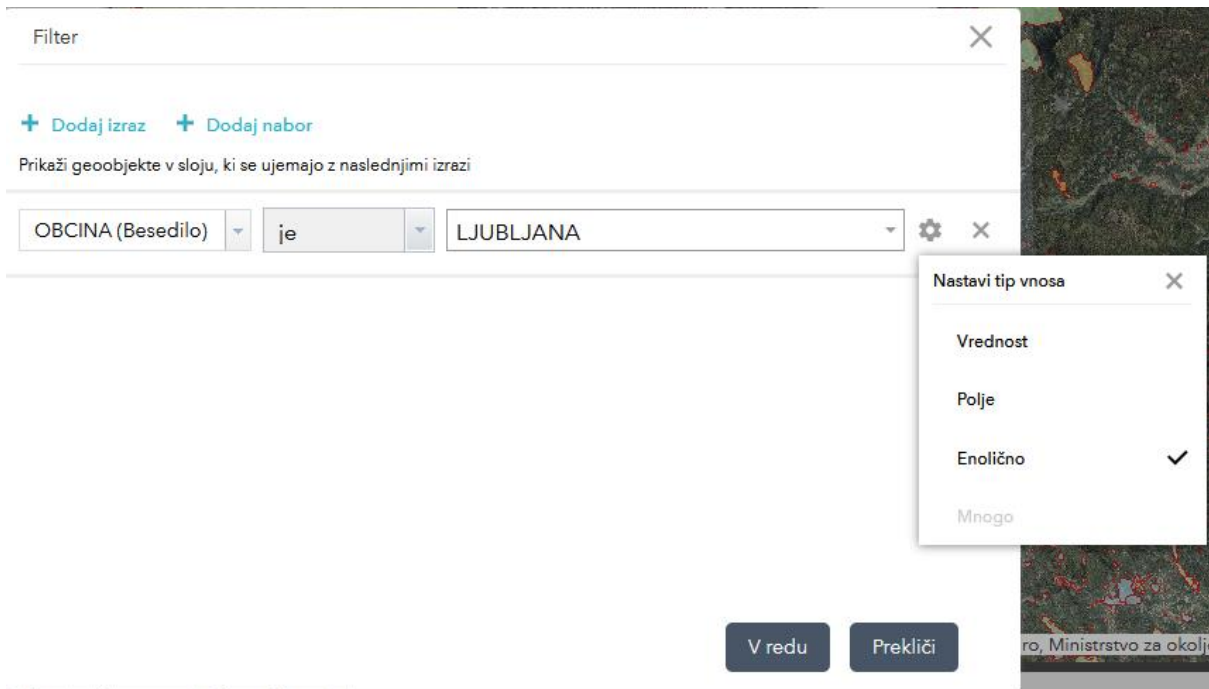 Filter
Dodaj izraz Dodaj nabor
Prikaži geoobjekte v sloju, ki se ujemajo z naslednjimi izrazi
OBCINA (Besedilo) je LJUBLJANA
Nastavi tip vnosa
Vrednost
Polje
Enolično
Mnogo
V redu Prekliči
ro, Ministrstvo za okolj